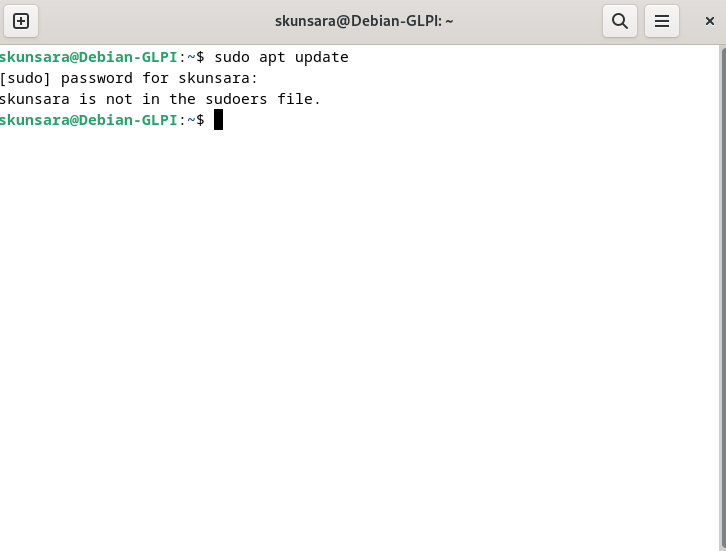 skunsara@Debian-GLPI: ~
skunsara@Debian-GLPI:~$ sudo apt update
[sudo] password for skunsara:
skunsara is not in the sudoers file.
skunsara@Debian-GLPI:~$